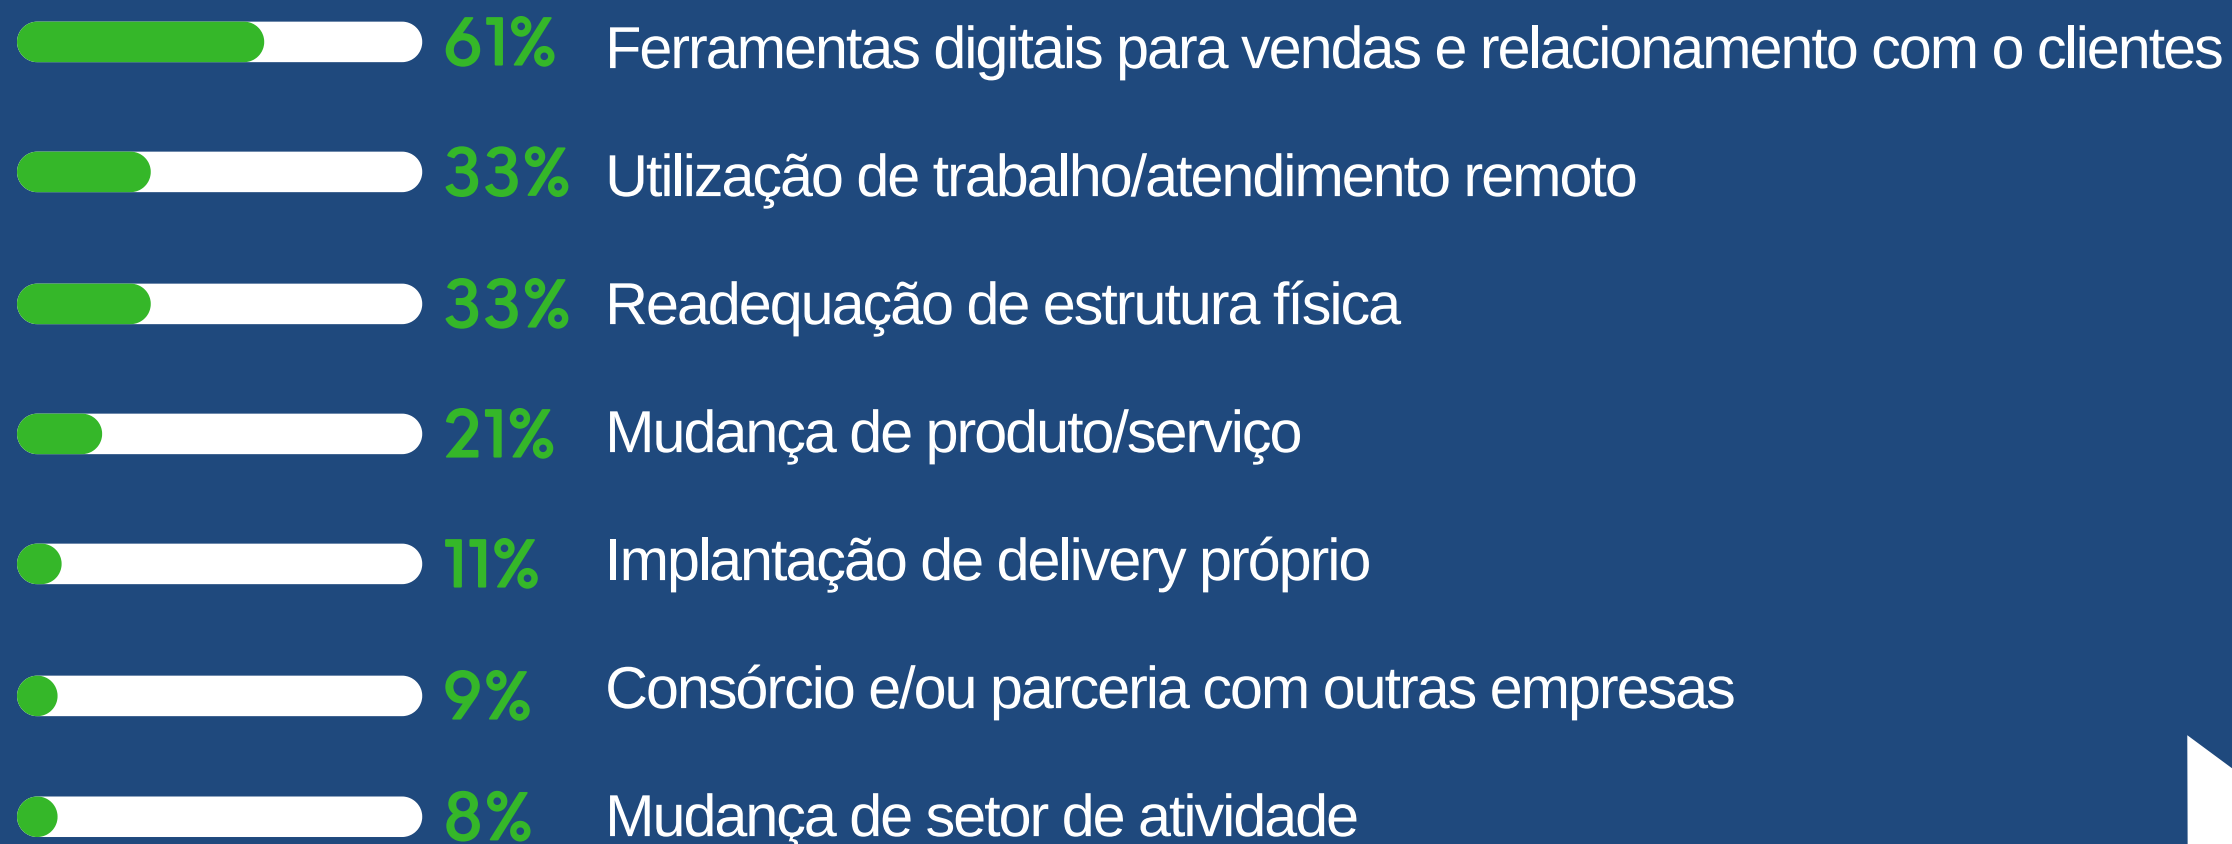 61% Ferramentas digitais para vendas e relacionamento com o clientes
33% Utilização de trabalho/atendimento remoto
33% Readequação de estrutura física
21% Mudança de produto/serviço
11% Implantação de delivery próprio
9% Consórcio e/ou parceria com outras empresas
8% Mudança de setor de atividade